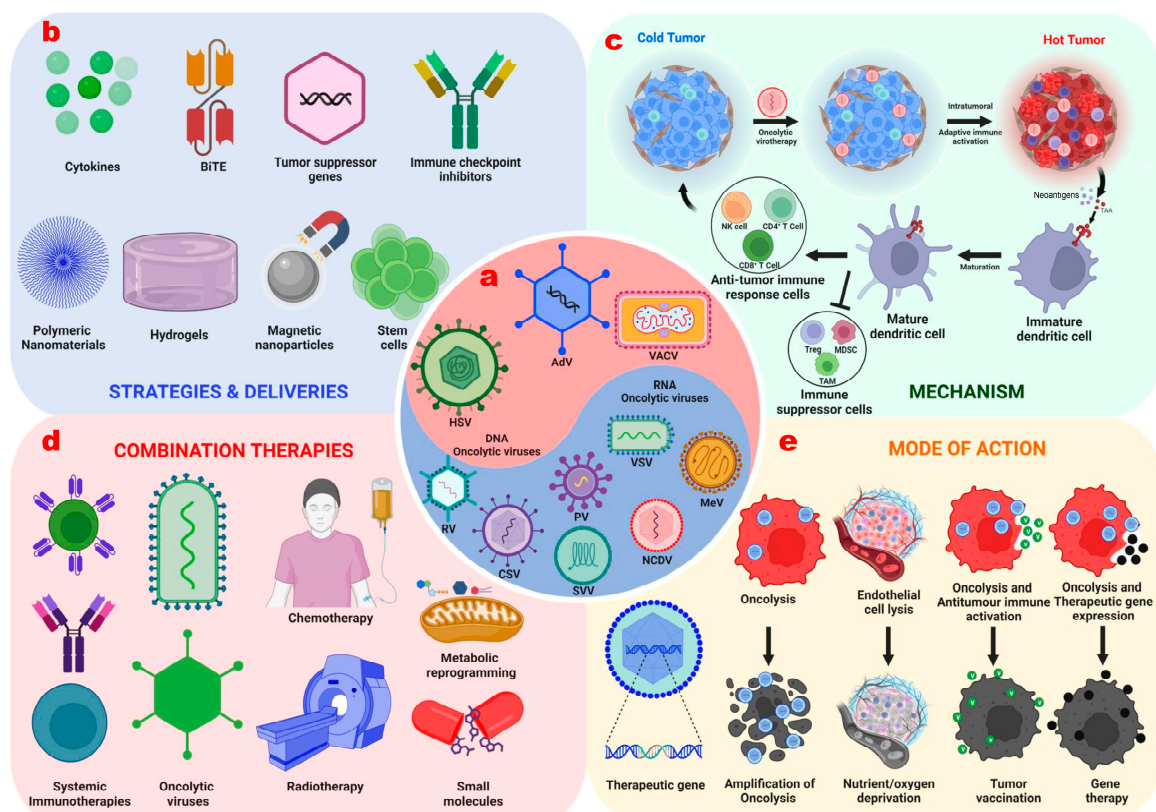 b
Cytokines
BiTE
Tumor suppressor
genes
Immune checkpoint
inhibitors
Polymeric
Nanomaterials
Hydrogels
Magnetic
nanoparticles
Stem
cells
STRATEGIES & DELIVERIES
c
Cold Tumor
Hot Tumor
Oncolytic
virotherapy
Intratumoral
Adaptive immune
activation
Neoantigens
TAA
NK cell
CD4⁺ T Cell
CD8⁺ T Cell
Anti-tumor immune
response cells
Maturation
Mature
dendritic cell
Immature
dendritic cell
Treg
MDSC
TAM
Immune
suppressor cells
MECHANISM
a
AdV
VACV
HSV
DNA
Oncolytic viruses
RNA
Oncolytic viruses
VSV
MeV
RV
PV
CSV
SVV
NCDV
d
COMBINATION THERAPIES
Chemotherapy
Metabolic
reprogramming
Systemic
Immunotherapies
Oncolytic
viruses
Radiotherapy
Small
molecules
e
MODE OF ACTION
Oncolysis
Endothelial
cell lysis
Oncolysis and
Antitumour immune
activation
Oncolysis and
Therapeutic gene
expression
V
V
V
V
V
V
V
V
V
V
V
Therapeutic gene
Amplification of
Oncolysis
Nutrient/oxygen
deprivation
Tumor
vaccination
Gene
therapy